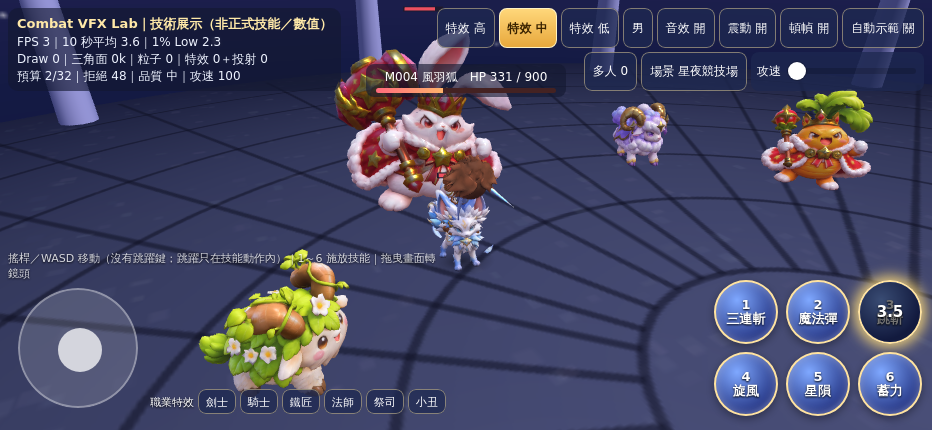 Combat VFX Lab｜技術展示（非正式技能／數值）
FPS 3｜10 秒平均 3.6｜1% Low 2.3
Draw 0｜三角面 0k｜粒子 0｜特效 0＋投射 0
預算 2/32｜拒絕 48｜品質 中｜攻速 100
特效 高
特效 中
特效 低
男
音效 開
震動 開
頓幀 開
自動示範 關
多人 0
場景 星夜競技場
攻速
M004 風羽狐 HP 331 / 900
搖桿／WASD 移動（沒有跳躍鍵；跳躍只在技能動作內）｜1～6 施放技能｜拖曳畫面轉
鏡頭
1
三連斬
2
魔法彈
3
3.5
跳斬
4
旋風
5
星隕
6
蓄力
職業特效
劍士
騎士
鐵匠
法師
祭司
小丑